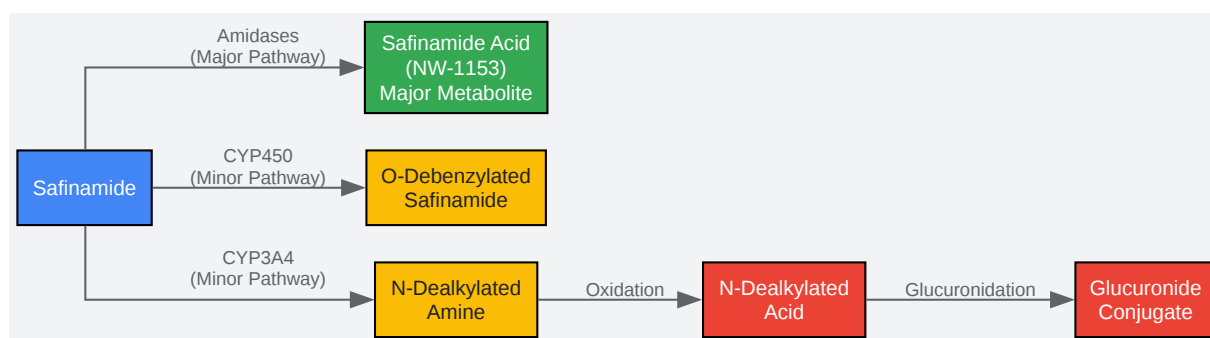 Amidases
(Major Pathway)
Safinamide Acid
(NW-1153)
Major Metabolite
Safinamide
CYP450
(Minor Pathway)
O-Debenzylated
Safinamide
CYP3A4
(Minor Pathway)
N-Dealkylated
Amine
Oxidation
N-Dealkylated
Acid
Glucuronidation
Glucuronide
Conjugate